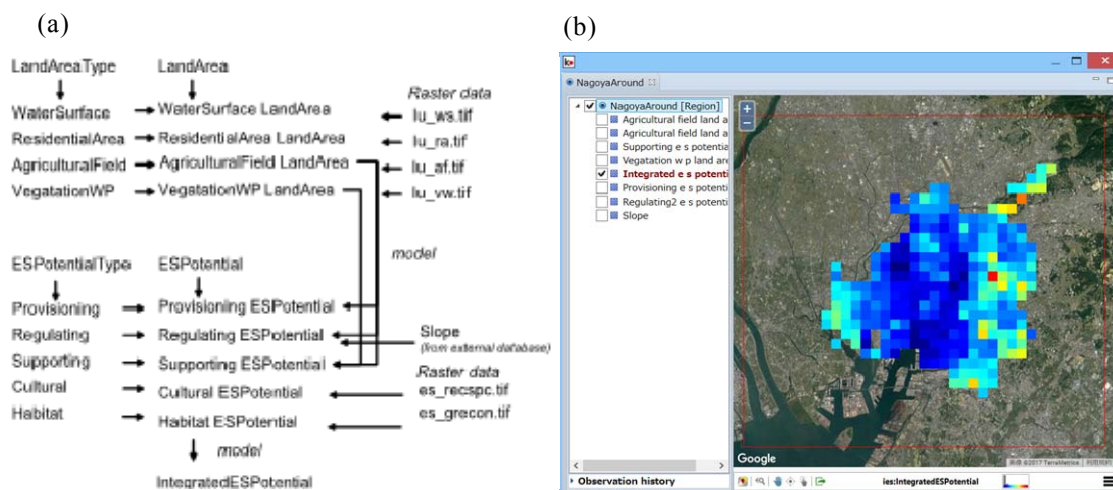 (a)
(b)
LandArea.Type LandArea
WaterSurface WaterSurface LandArea
ResidentialArea ResidentialArea LandArea
AgriculturalField AgriculturalField LandArea
VegatationWP VegatationWP LandArea
Raster data
lu_ws.tif
lu_ra.tif
lu_af.tif
lu_vw.tif
model
ESPotentialType ESPotential
Provisioning Provisioning ESPotential
Regulating Regulating ESPotential
Supporting Supporting ESPotential
Cultural Cultural ESPotential
Habitat Habitat ESPotential
Slope
(from external database)
Raster data
es_recspc.tif
es_grecon.tif
model
IntegratedESPotential
k
NagoyaAround
NagoyaAround [Region]
Agricultural field land a
Agricultural field land a
Supporting e s potentia
Vegatation w p land are
Integrated e s potenti
Provisioning e s potenti
Regulating2 e s potenti
Slope
Observation history
+
−
Google
画像 ©2017 TerraMetrics
ies:IntegratedESPotential